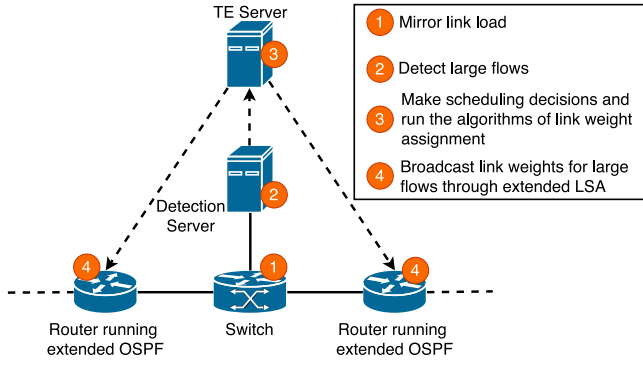 TE Server
3
1 Mirror link load
2 Detect large flows
3 Make scheduling decisions and
run the algorithms of link weight
assignment
4 Broadcast link weights for large
flows through extended LSA
2
Detection
Server
4
1
4
Router running
extended OSPF
Switch
Router running
extended OSPF